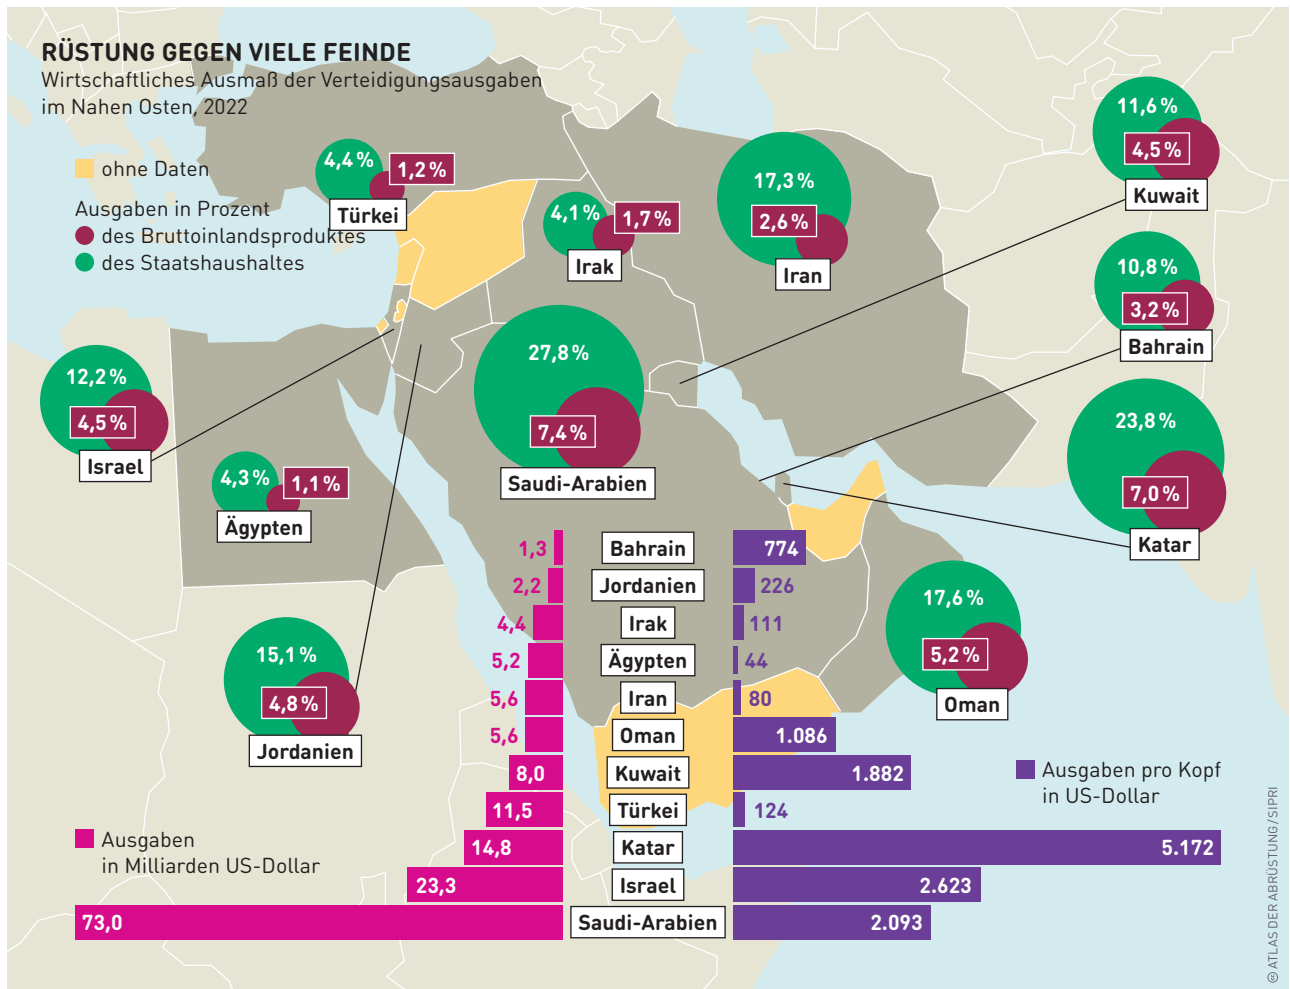 RÜSTUNG GEGEN VIELE FEINDE
Wirtschaftliches Ausmaß der Verteidigungsausgaben
im Nahen Osten, 2022
ohne Daten
Ausgaben in Prozent
des Bruttoinlandsproduktes
des Staatshaushaltes
4,4 %
1,2 %
Türkei
4,1 %
1,7 %
Irak
17,3 %
2,6 %
Iran
11,6 %
4,5 %
Kuwait
10,8 %
3,2 %
Bahrain
12,2 %
4,5 %
Israel
4,3 %
1,1 %
Ägypten
27,8 %
7,4 %
Saudi-Arabien
23,8 %
7,0 %
Katar
15,1 %
4,8 %
Jordanien
17,6 %
5,2 %
Oman
1,3 Bahrain 774
2,2 Jordanien 226
4,4 Irak 111
5,2 Ägypten 44
5,6 Iran 80
5,6 Oman 1.086
8,0 Kuwait 1.882
11,5 Türkei 124
14,8 Katar 5.172
23,3 Israel 2.623
73,0 Saudi-Arabien 2.093
Ausgaben
in Milliarden US-Dollar
Ausgaben pro Kopf
in US-Dollar
ATLAS DER ABRÜSTUNG / SIPRI